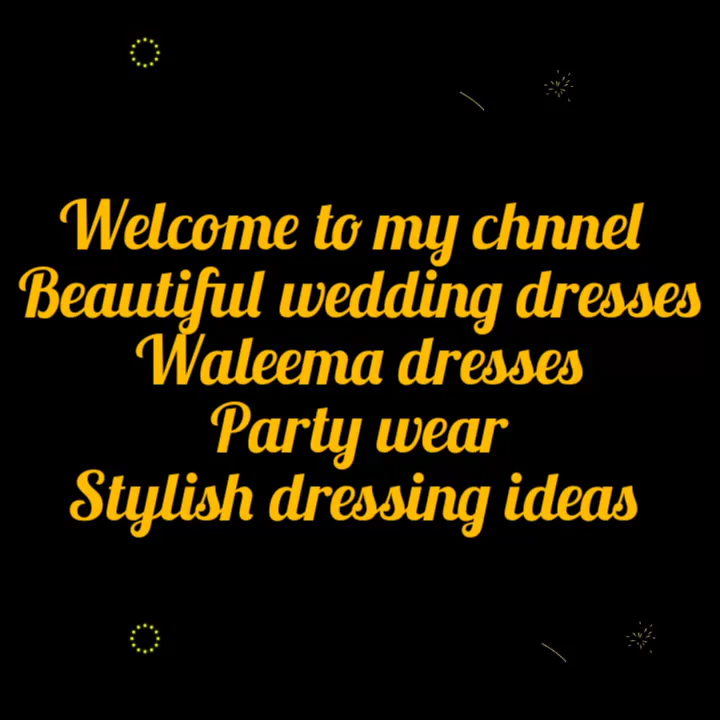 Welcome to my chnnel
Beautiful wedding dresses
Waleema dresses
Party wear
Stylish dressing ideas